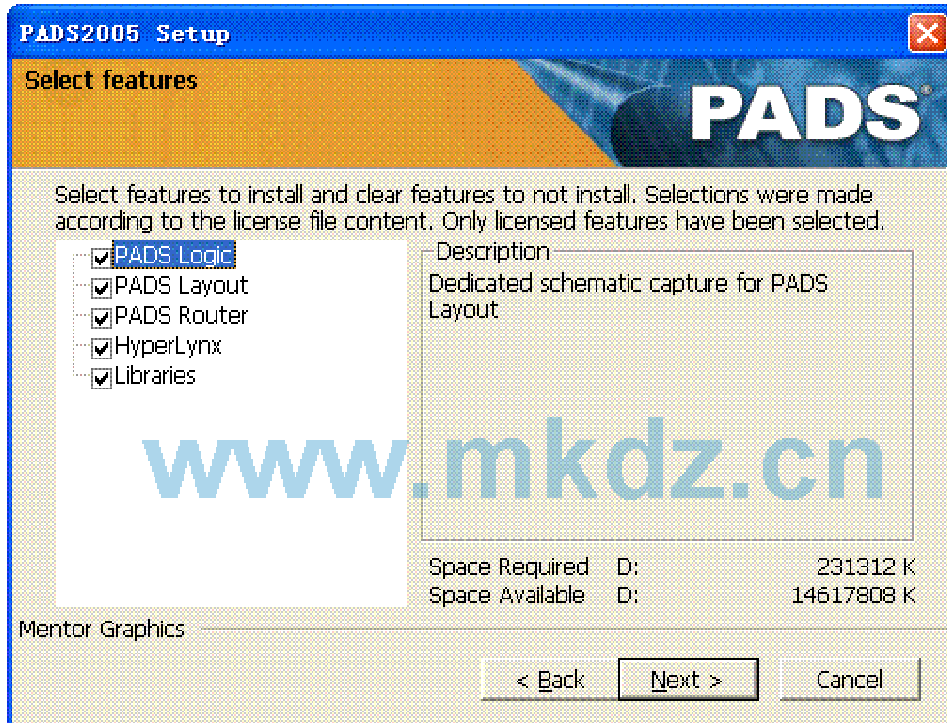 PADS2005 Setup
Select features
PADS®
Select features to install and clear features to not install. Selections were made
according to the license file content. Only licensed features have been selected.
PADS Logic
PADS Layout
PADS Router
HyperLynx
Libraries
Description
Dedicated schematic capture for PADS
Layout
www.mkdz.cn
Space Required D: 231312 K
Space Available D: 14617808 K
Mentor Graphics
< Back Next > Cancel